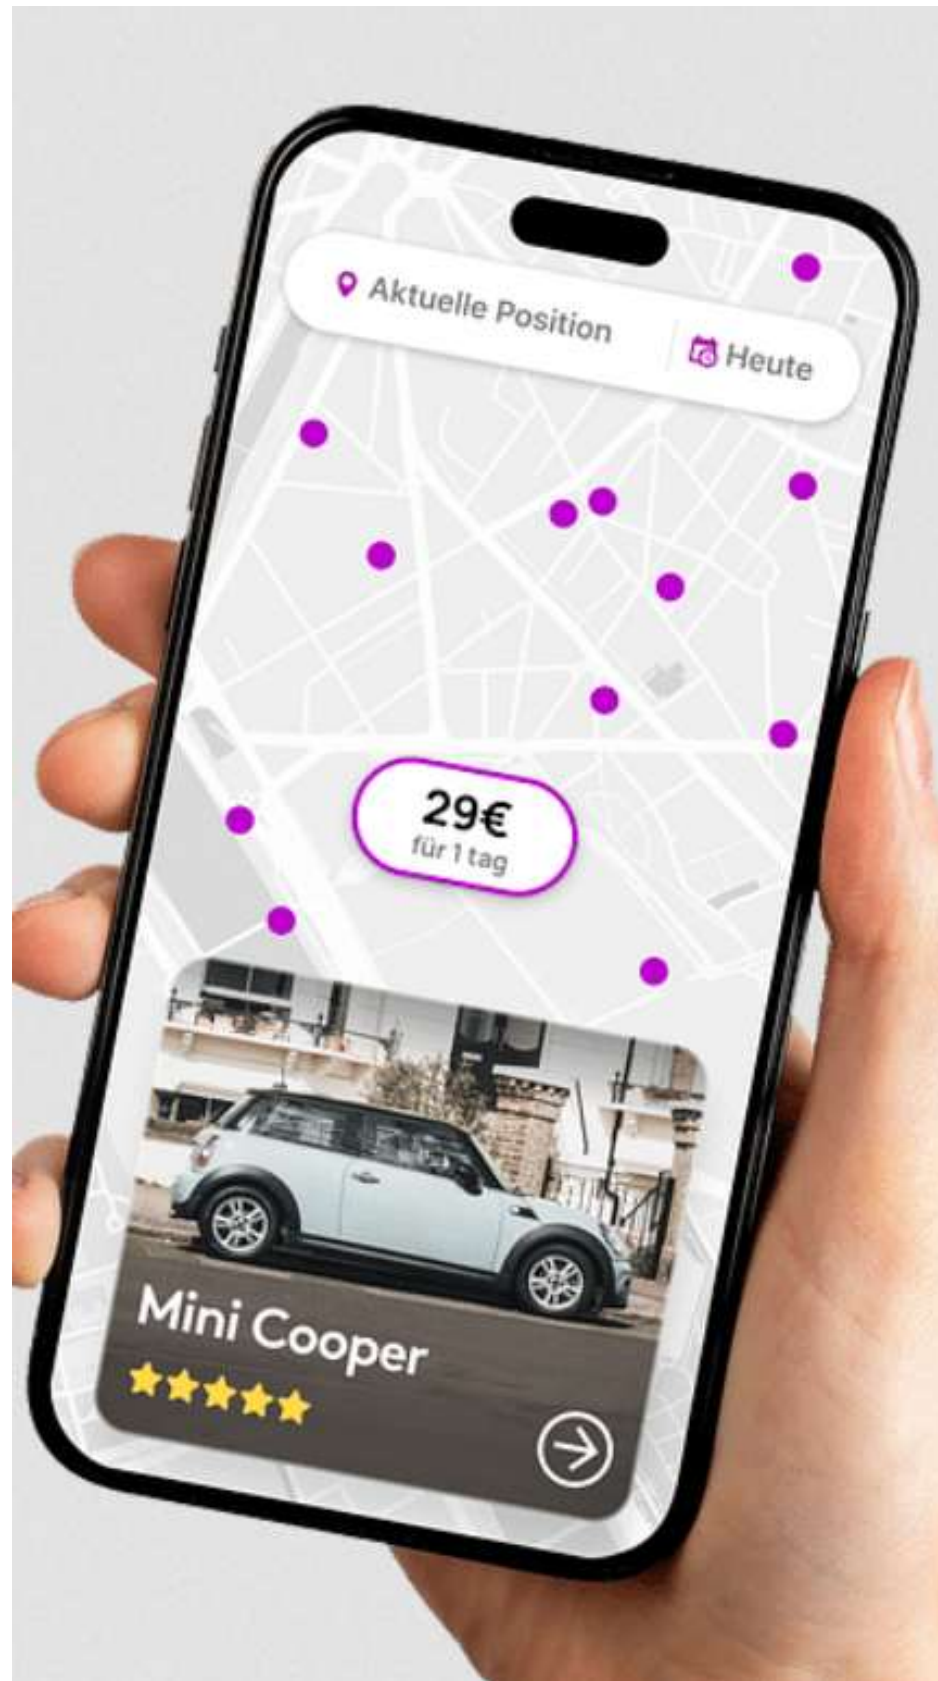 Aktuelle Position
Heute
29€
für 1 tag
Mini Cooper